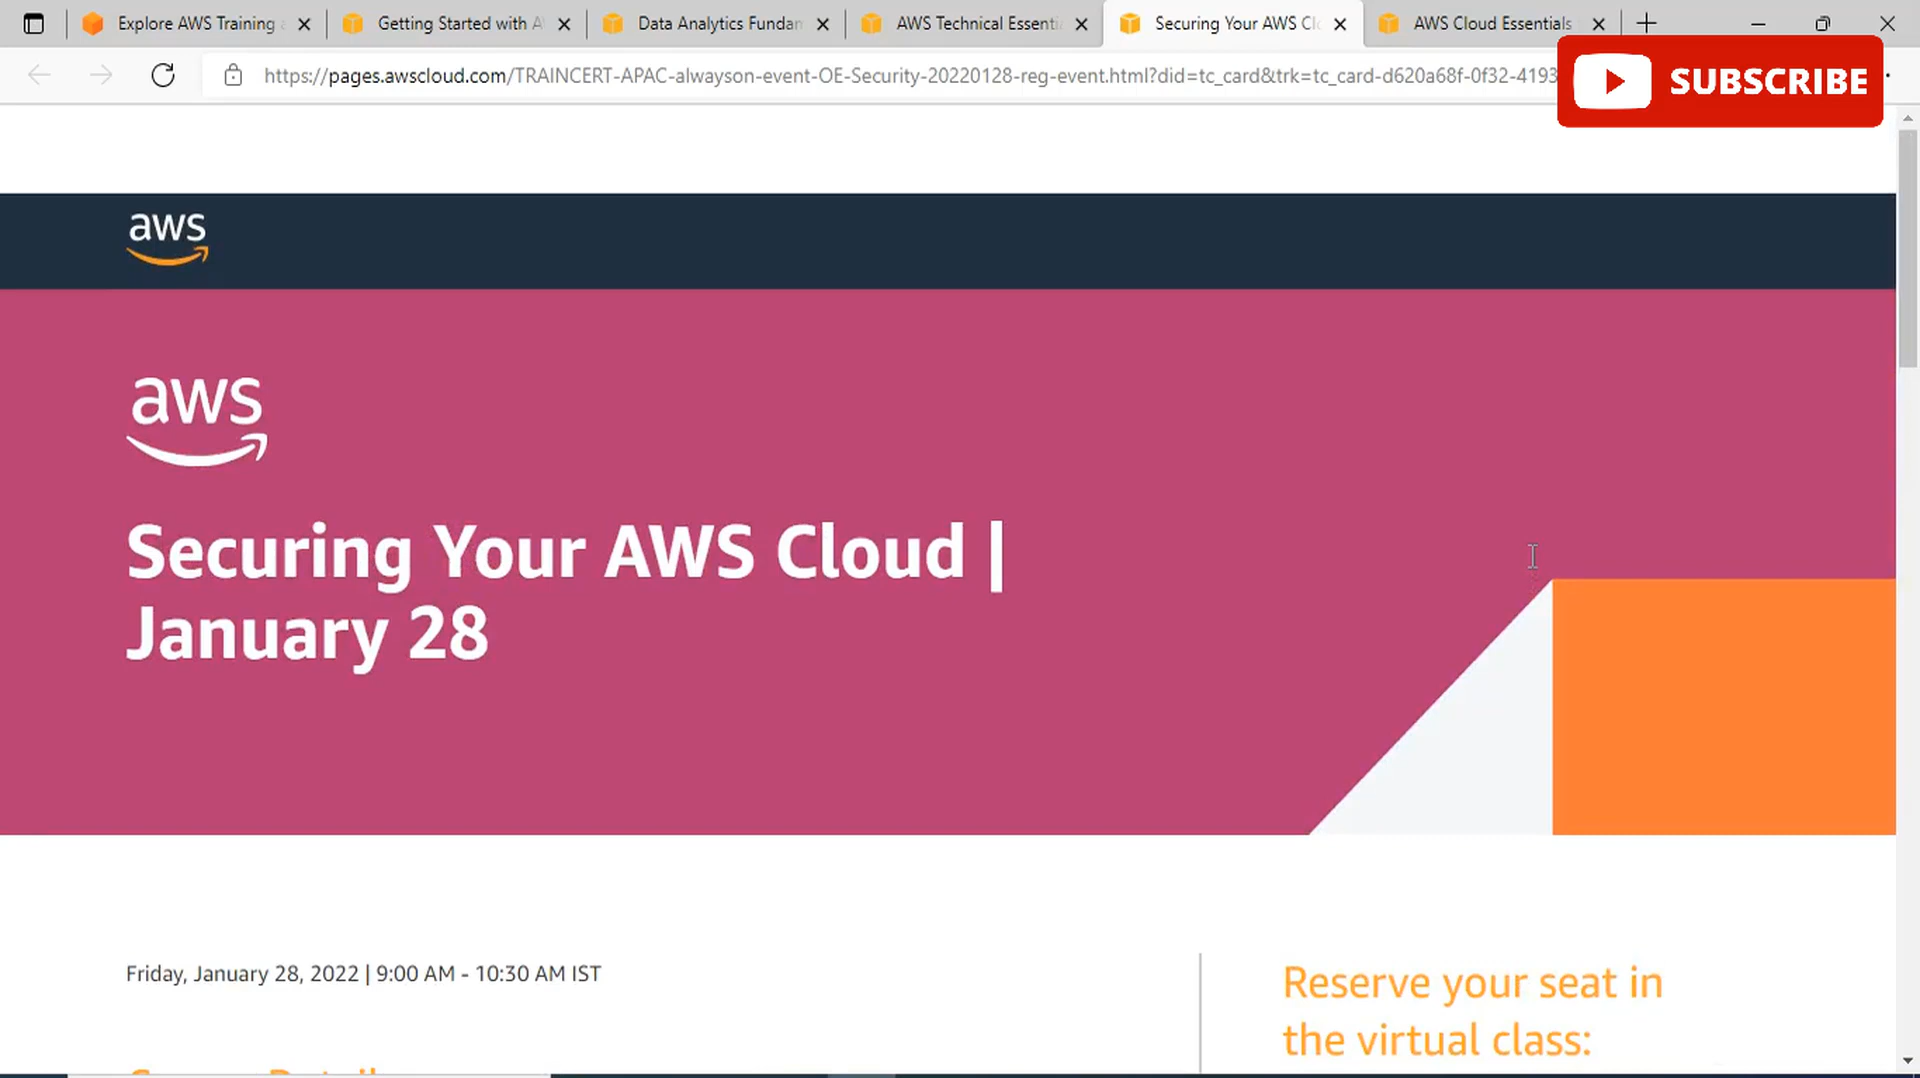 Explore AWS Training
Getting Started with A
Data Analytics Fundam
AWS Technical Essenti
Securing Your AWS Cl
AWS Cloud Essentials
https://pages.awscloud.com/TRAINCERT-APAC-alwayson-event-OE-Security-20220128-reg-event.html?did=tc_card&trk=tc_card-d620a68f-0f32-4193
SUBSCRIBE
aws
aws
Securing Your AWS Cloud |
January 28
Friday, January 28, 2022 | 9:00 AM - 10:30 AM IST
Reserve your seat in
the virtual class: